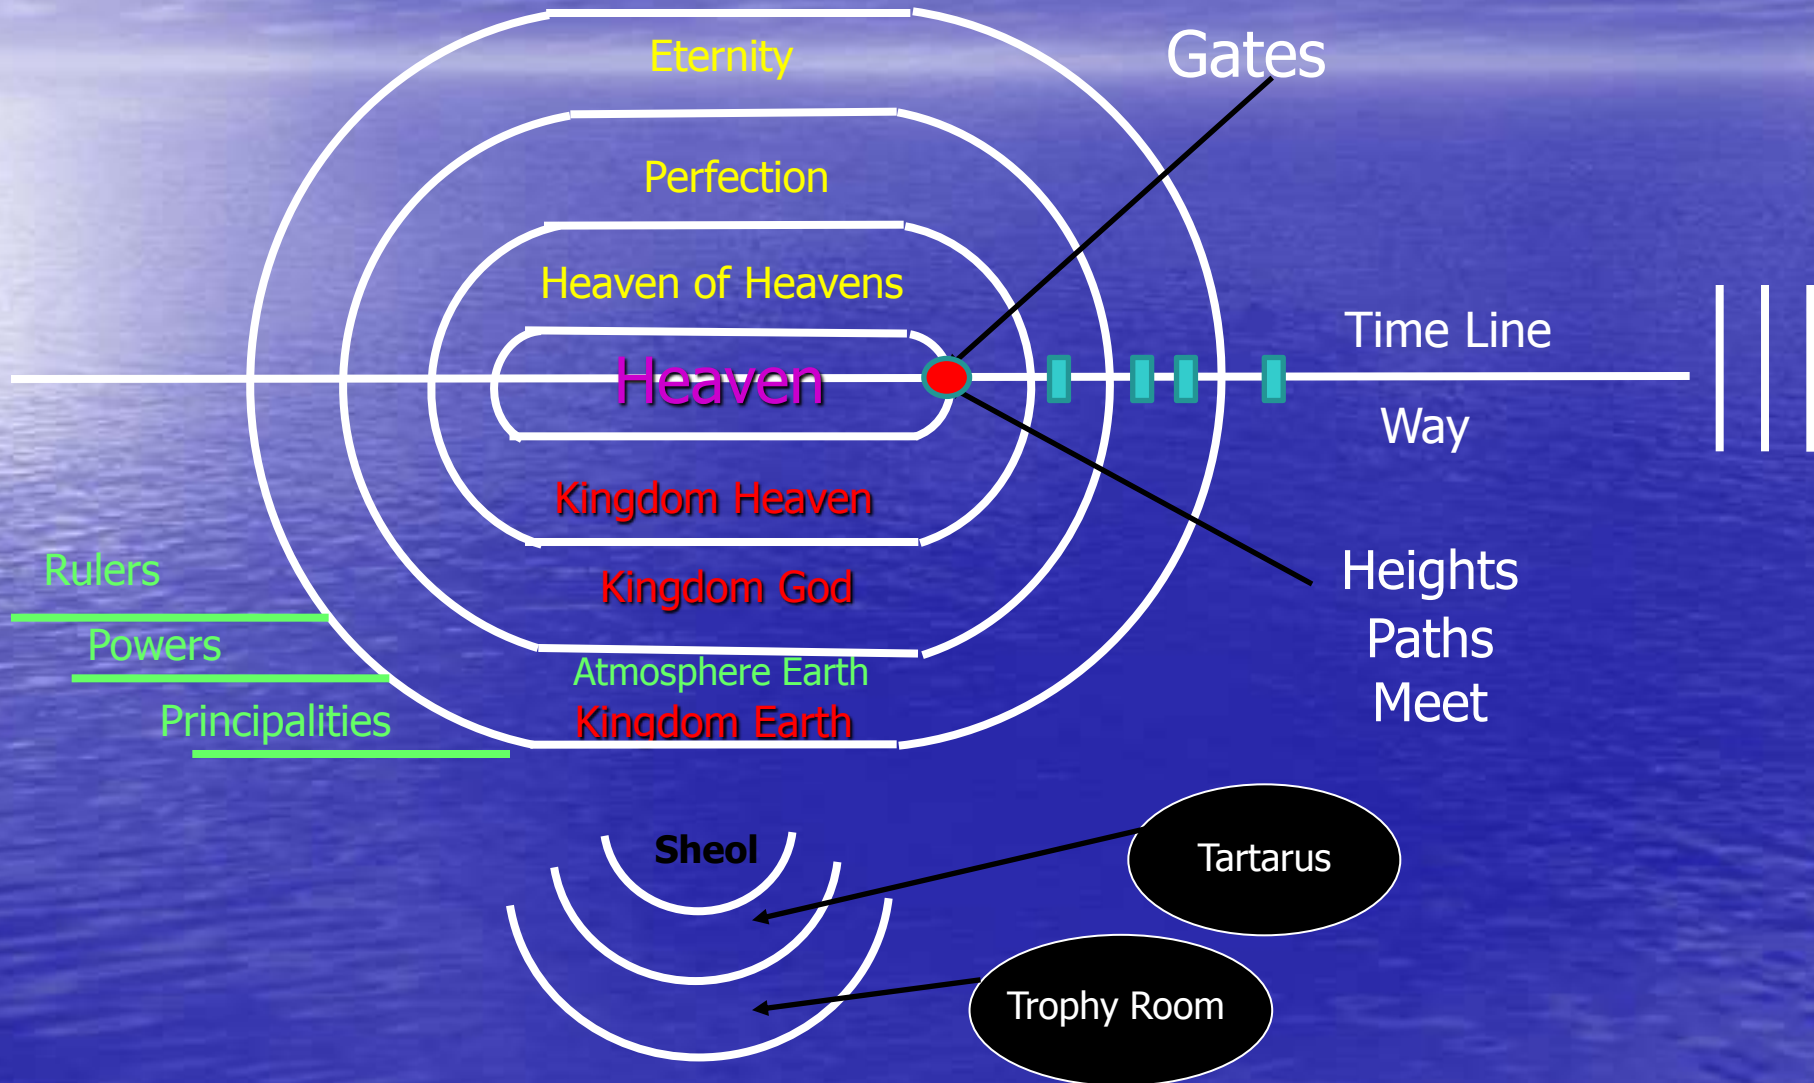 Eternity
Gates
Perfection
Heaven of Heavens
Time Line
Heaven
Way
Kingdom Heaven
Rulers
Kingdom God
Heights
Powers
Paths
Atmosphere Earth
Meet
Principalities
Kingdom Earth
Sheol
Tartarus
Trophy Room